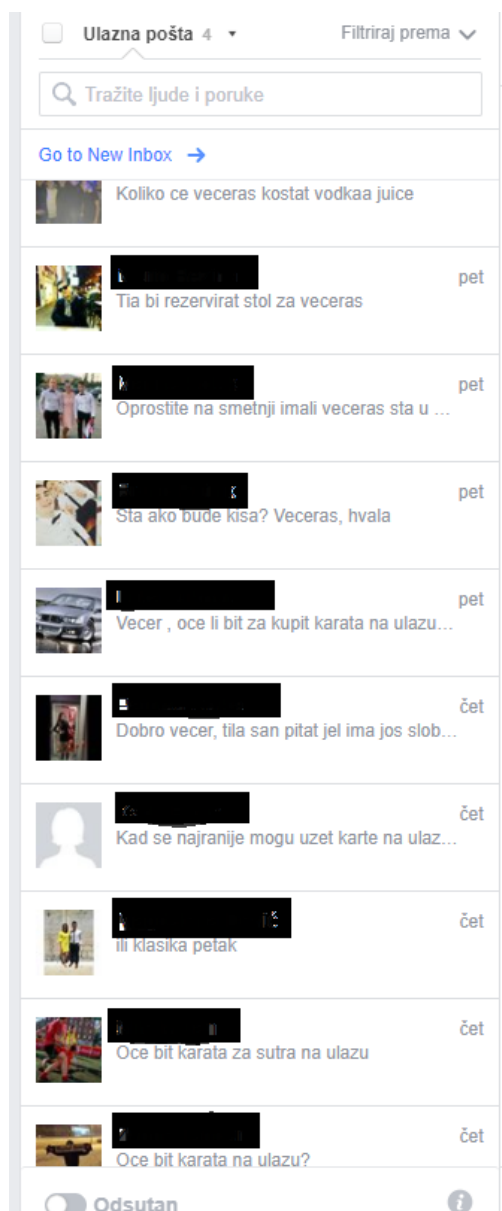 Ulazna pošta 4
Filtriraj prema
Tražite ljude i poruke
Go to New Inbox →
Koliko ce veceras kostat vodkaa juice
pet
Tia bi rezervirat stol za veceras
pet
Oprostite na smetnji imali veceras sta u ...
pet
Sta ako bude kisa? Veceras, hvala
pet
Vecer , oce li bit za kupit karata na ulazu...
čet
Dobro vecer, tila san pitat jel ima jos slob...
čet
Kad se najranije mogu uzet karte na ulaz...
čet
ili klasika petak
čet
Oce bit karata za sutra na ulazu
čet
Oce bit karata na ulazu?
Odsutan